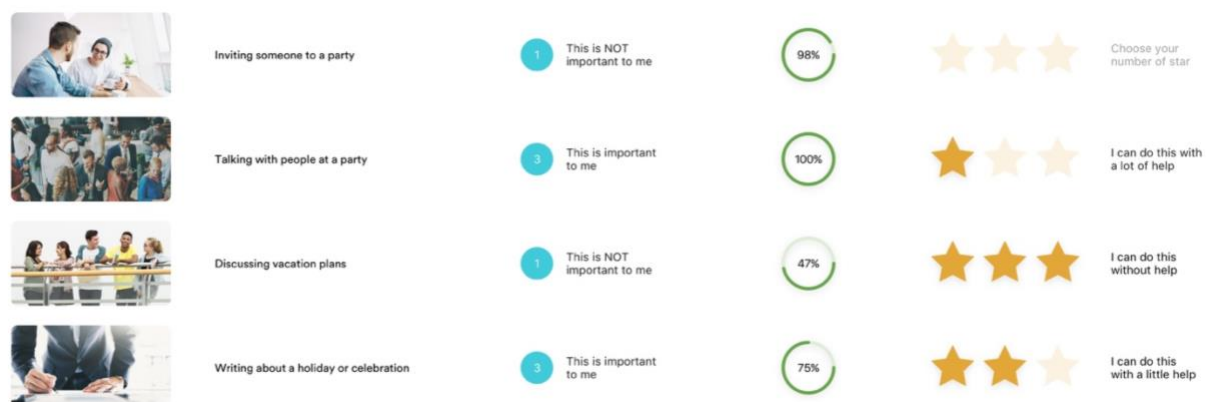 Inviting someone to a party
1
This is NOT
important to me
98%
Choose your
number of star
Talking with people at a party
3
This is important
to me
100%
I can do this with
a lot of help
Discussing vacation plans
1
This is NOT
important to me
47%
I can do this
without help
Writing about a holiday or celebration
3
This is important
to me
75%
I can do this
with a little help